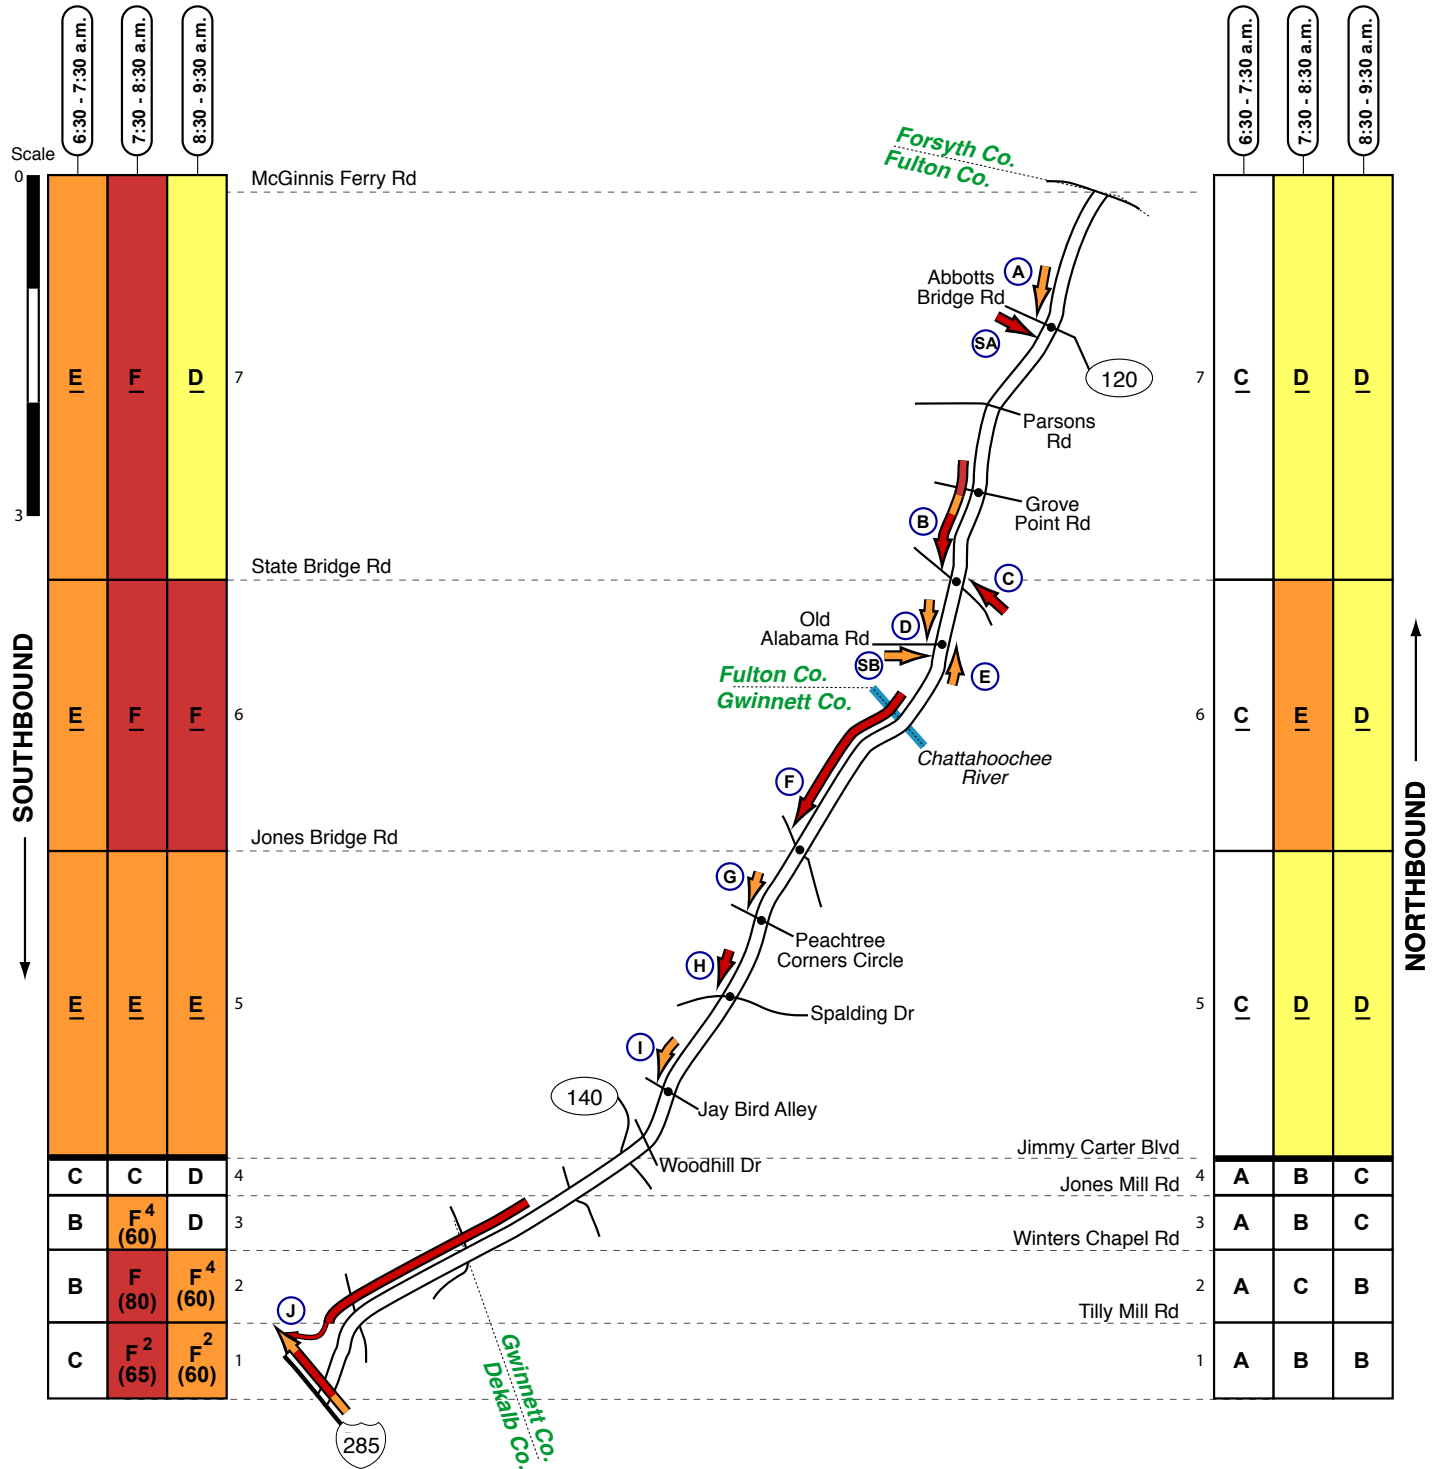 6:30 - 7:30 a.m.
7:30 - 8:30 a.m.
8:30 - 9:30 a.m.
6:30 - 7:30 a.m.
7:30 - 8:30 a.m.
8:30 - 9:30 a.m.
Scale
0
3
McGinnis Ferry Rd
Forsyth Co.
Fulton Co.
A
Abbotts
Bridge Rd
SA
120
E F D 7
7 C D D
Parsons
Rd
Grove
Point Rd
B
State Bridge Rd
C
Old
Alabama Rd
D
SB
E
Fulton Co.
Gwinnett Co.
E F F 6
6 C E D
Chattahoochee
River
F
SOUTHBOUND
NORTHBOUND
Jones Bridge Rd
G
Peachtree
Corners Circle
H
E E E 5
5 C D D
Spalding Dr
I
140
Jay Bird Alley
Jimmy Carter Blvd
Woodhill Dr
C C D 4
Jones Mill Rd 4 A B C
B F4 D 3
(60)
3 A B C
Winters Chapel Rd
B F F4 2
(80) (60)
2 A C B
Tilly Mill Rd
J
C F2 F2 1
(65) (60)
1 A B B
Gwinnett Co.
Dekalb Co.
285